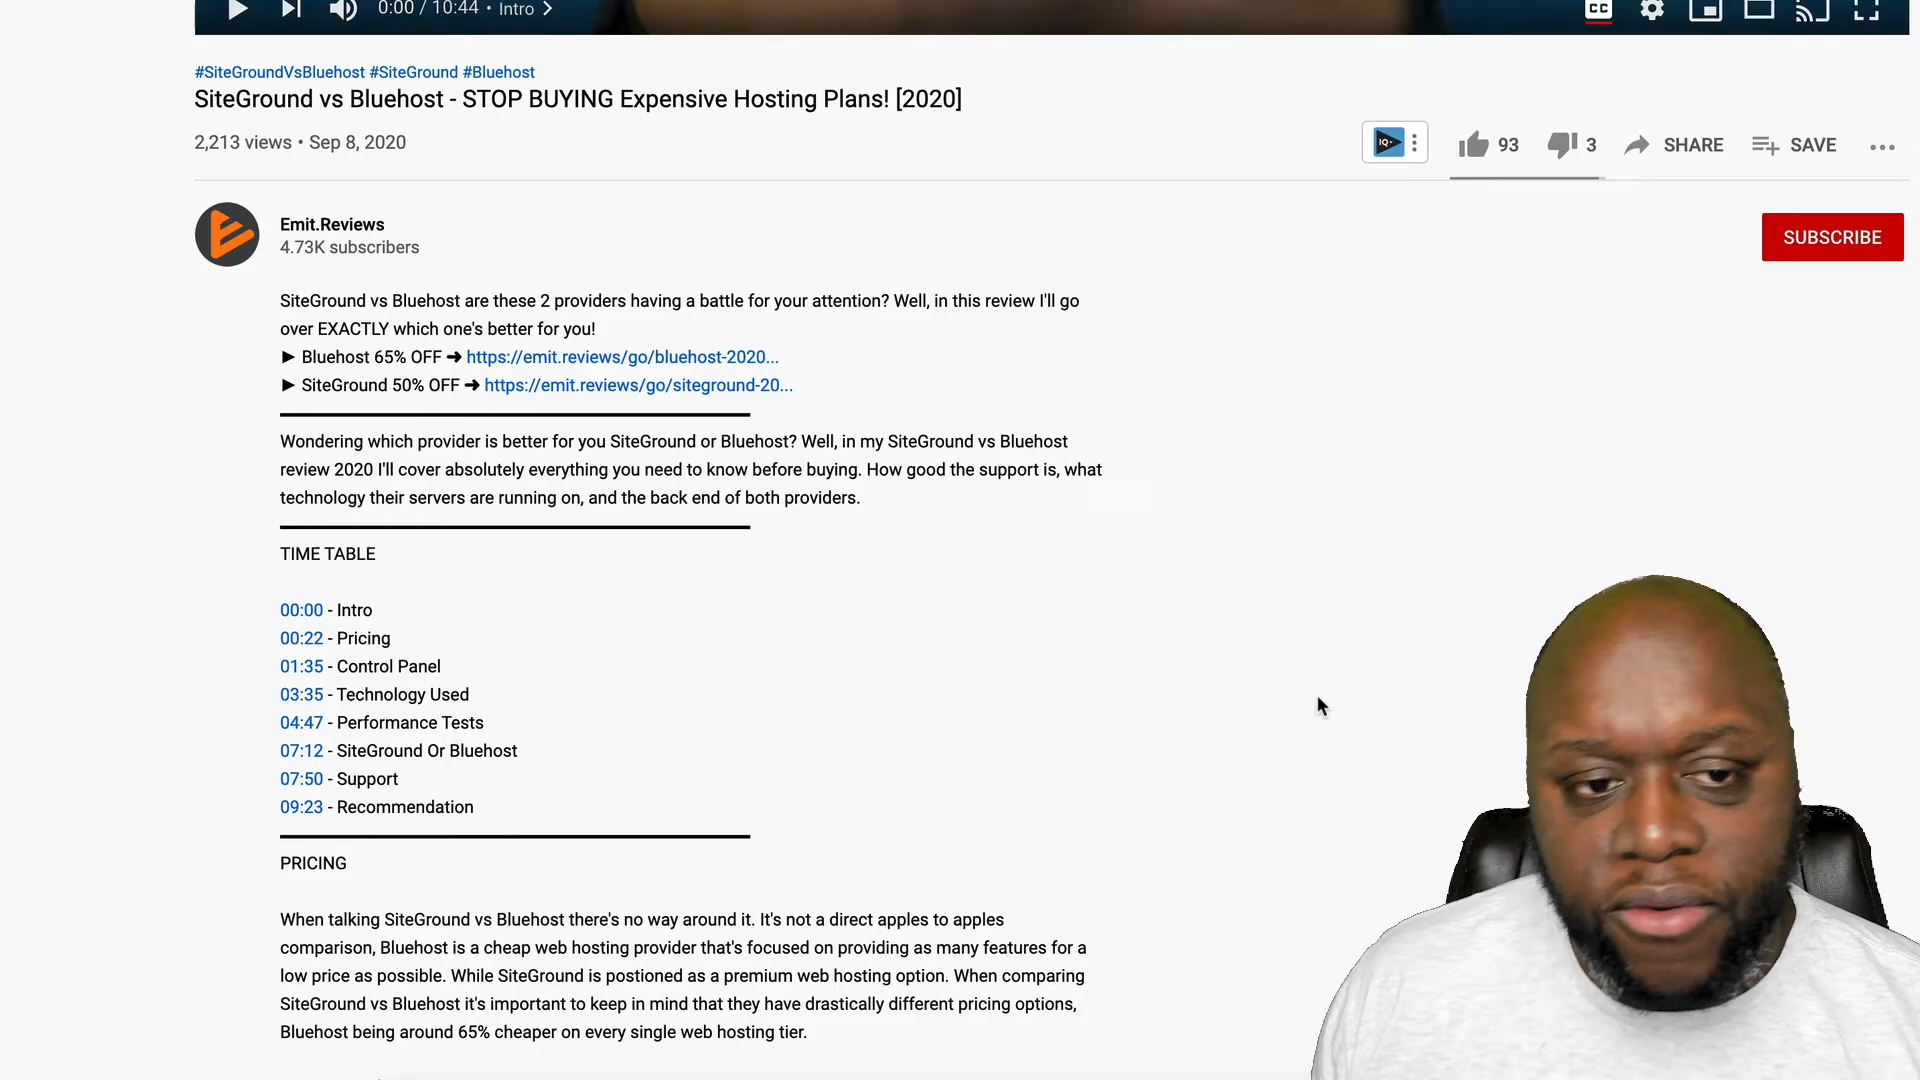 0:00 / 10:44 • Intro
CC
#SiteGroundVsBluehost #SiteGround #Bluehost
SiteGround vs Bluehost - STOP BUYING Expensive Hosting Plans! [2020]
2,213 views • Sep 8, 2020
IQ+
93
3
SHARE
SAVE
Emit.Reviews
4.73K subscribers
SUBSCRIBE
SiteGround vs Bluehost are these 2 providers having a battle for your attention? Well, in this review I'll go
over EXACTLY which one's better for you!
► Bluehost 65% OFF ➜ https://emit.reviews/go/bluehost-2020...
► SiteGround 50% OFF ➜ https://emit.reviews/go/siteground-20...
Wondering which provider is better for you SiteGround or Bluehost? Well, in my SiteGround vs Bluehost
review 2020 I'll cover absolutely everything you need to know before buying. How good the support is, what
technology their servers are running on, and the back end of both providers.
TIME TABLE
00:00 - Intro
00:22 - Pricing
01:35 - Control Panel
03:35 - Technology Used
04:47 - Performance Tests
07:12 - SiteGround Or Bluehost
07:50 - Support
09:23 - Recommendation
PRICING
When talking SiteGround vs Bluehost there's no way around it. It's not a direct apples to apples
comparison, Bluehost is a cheap web hosting provider that's focused on providing as many features for a
low price as possible. While SiteGround is postioned as a premium web hosting option. When comparing
SiteGround vs Bluehost it's important to keep in mind that they have drastically different pricing options,
Bluehost being around 65% cheaper on every single web hosting tier.